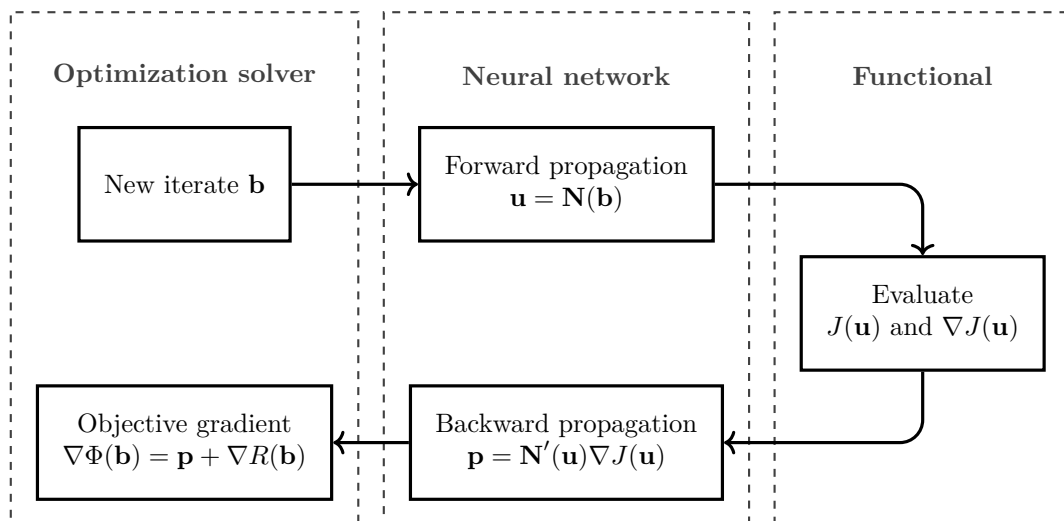 Optimization solver
Neural network
Functional
New iterate b
Forward propagation
u = N(b)
Evaluate
J(u) and ∇J(u)
Objective gradient
∇Φ(b) = p + ∇R(b)
Backward propagation
p = N′(u)∇J(u)